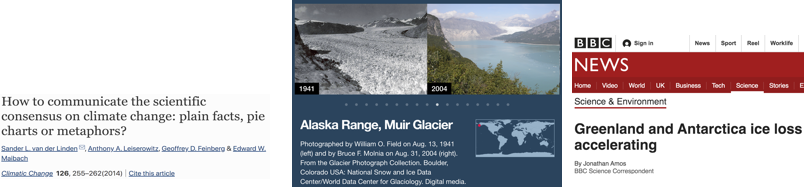 How to communicate the scientific
consensus on climate change: plain facts, pie
charts or metaphors?
Sander L. van der Linden, Anthony A. Leiserowitz, Geoffrey D. Feinberg & Edward W.
Maibach
Climatic Change 126, 255–262(2014) | Cite this article
1941
2004
Alaska Range, Muir Glacier
Photographed by William O. Field on Aug. 13, 1941
(left) and by Bruce F. Molnia on Aug. 31, 2004 (right).
From the Glacier Photograph Collection. Boulder,
Colorado USA: National Snow and Ice Data
Center/World Data Center for Glaciology. Digital media.
BBC
Sign in
News
Sport
Reel
Worklife
NEWS
Home
Video
World
UK
Business
Tech
Science
Stories
E
Science & Environment
Greenland and Antarctica ice loss
accelerating
By Jonathan Amos
BBC Science Correspondent